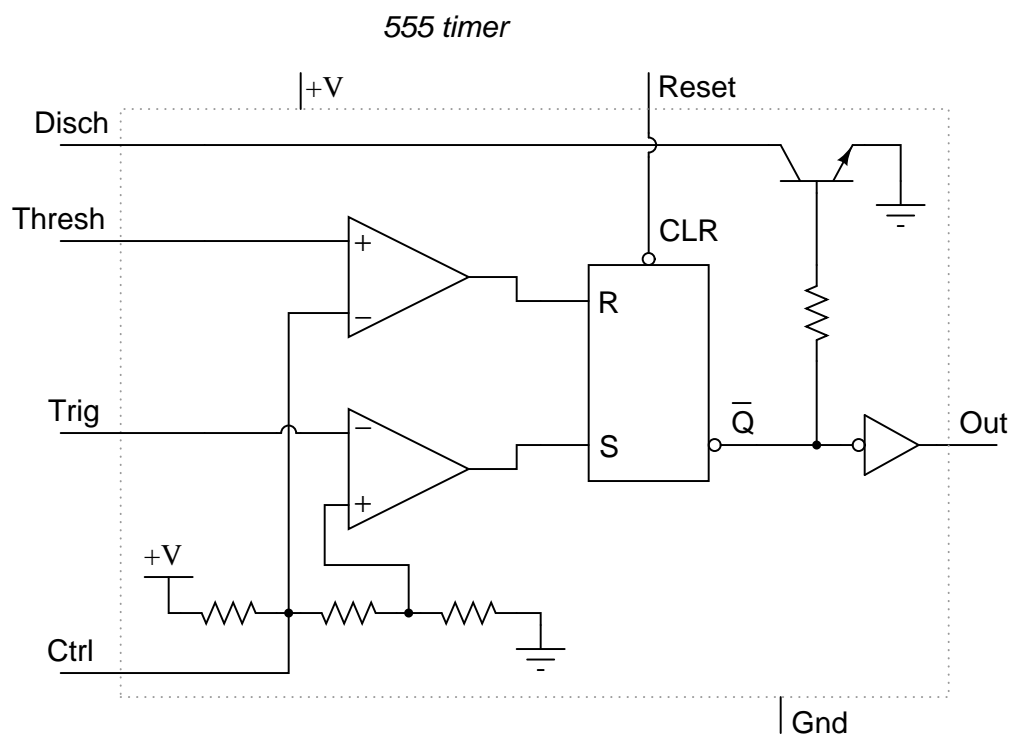 555 timer
+V
Reset
Disch
Thresh
CLR
+
R
−
Trig
Q̅
Out
−
S
+
+V
Ctrl
Gnd